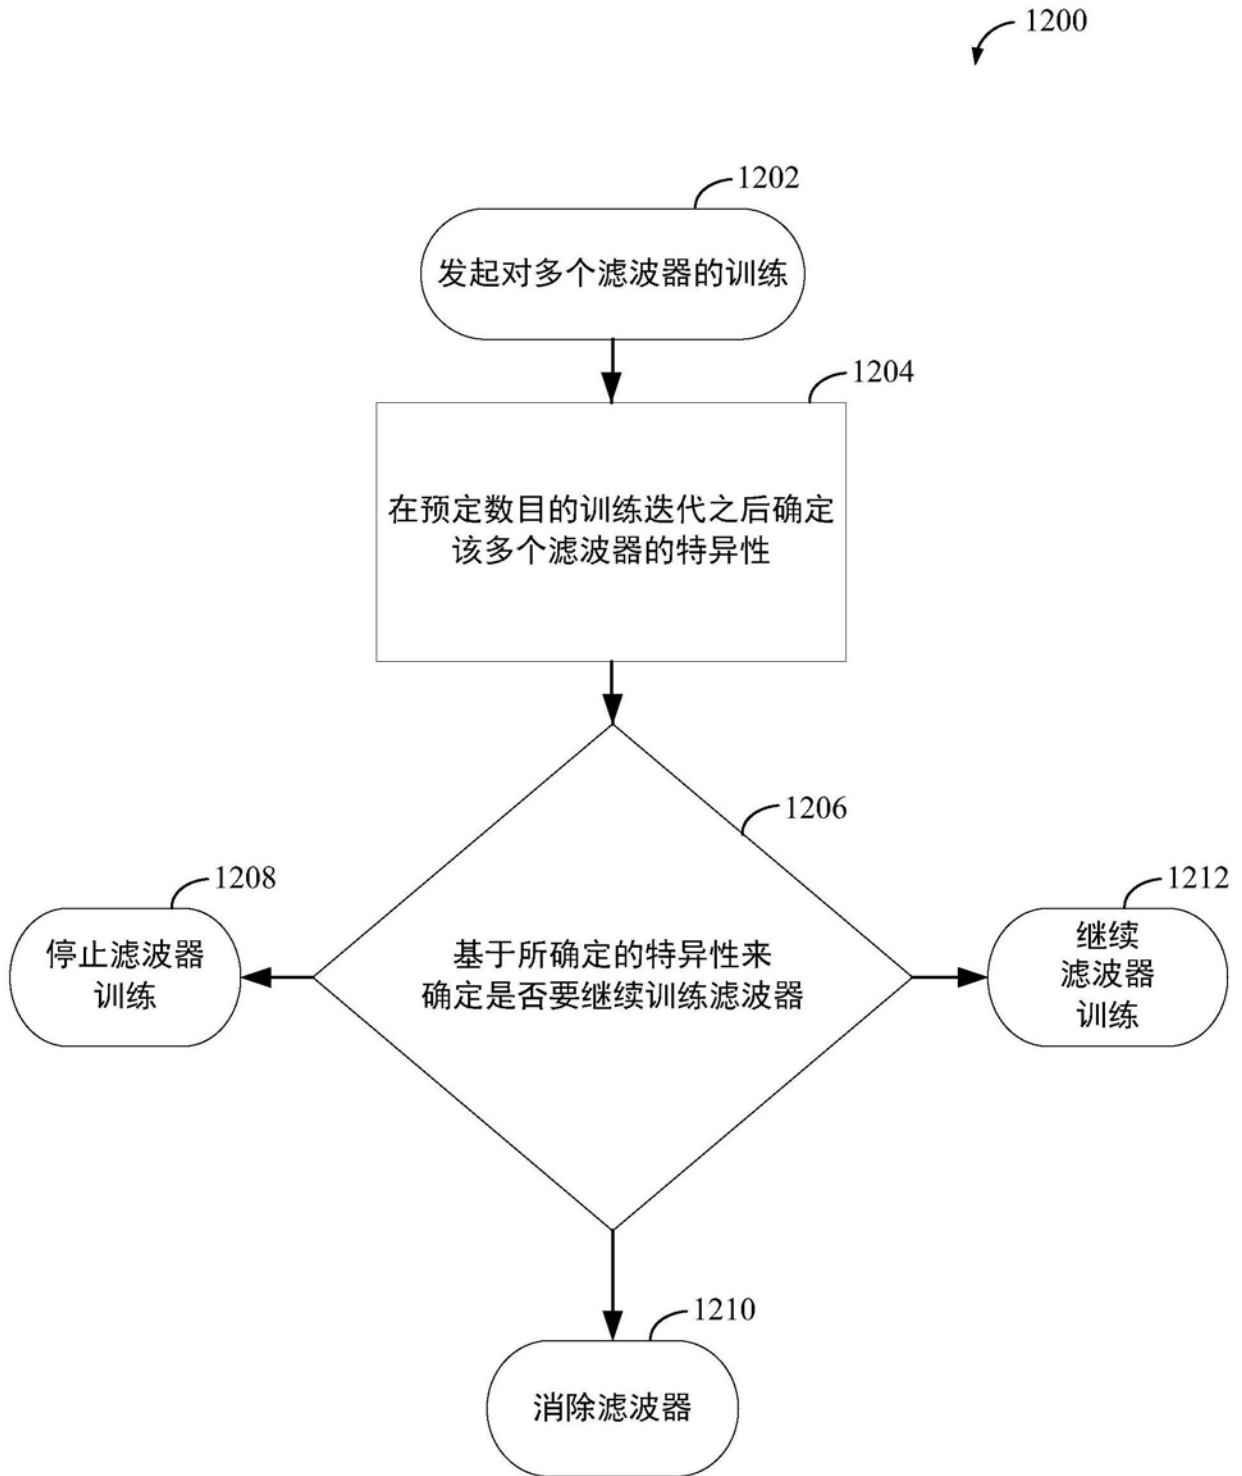 1200
1202
发起对多个滤波器的训练
1204
在预定数目的训练迭代之后确定
该多个滤波器的特异性
1206
基于所确定的特异性来
确定是否要继续训练滤波器
1208
停止滤波器
训练
1212
继续
滤波器
训练
1210
消除滤波器